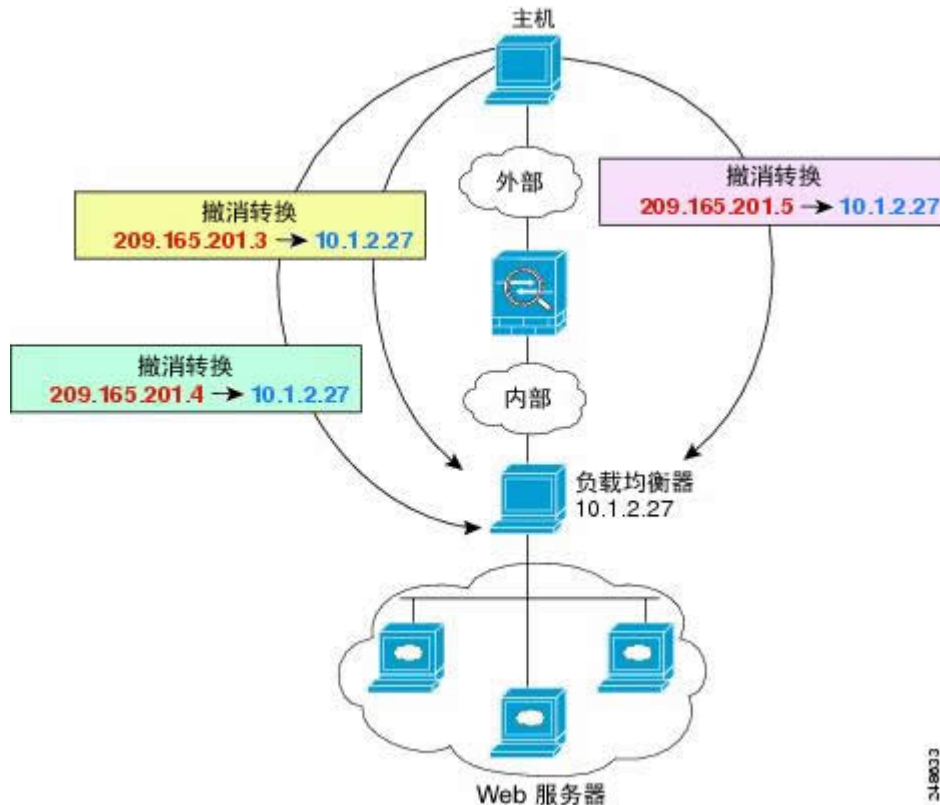 主机
外部
撤消转换
209.165.201.3 → 10.1.2.27
撤消转换
209.165.201.5 → 10.1.2.27
撤消转换
209.165.201.4 → 10.1.2.27
内部
负载均衡器
10.1.2.27
Web 服务器
248633